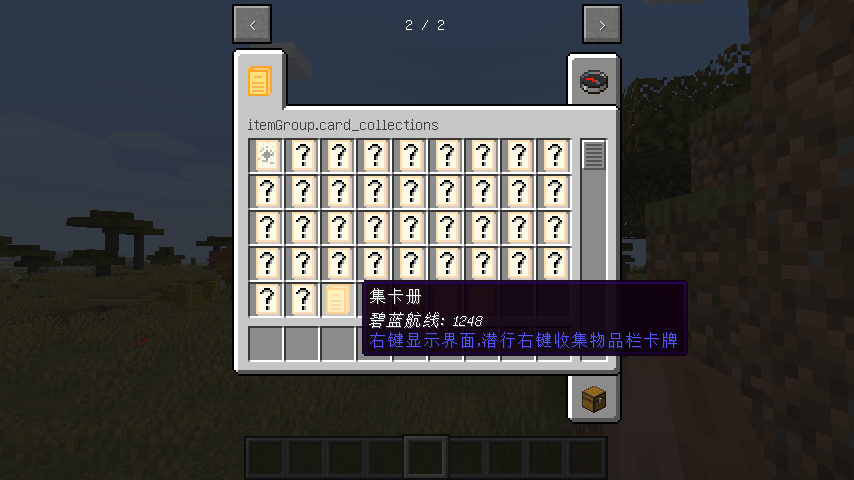 < 2 / 2 >
itemGroup.card_collections
? ? ? ? ? ? ? ?
? ? ? ? ? ? ? ? ?
? ? ? ? ? ? ? ? ?
? ? ? ? ? ? ? ? ?
? ?
集卡册
碧蓝航线: 1248
右键显示界面,潜行右键收集物品栏卡牌